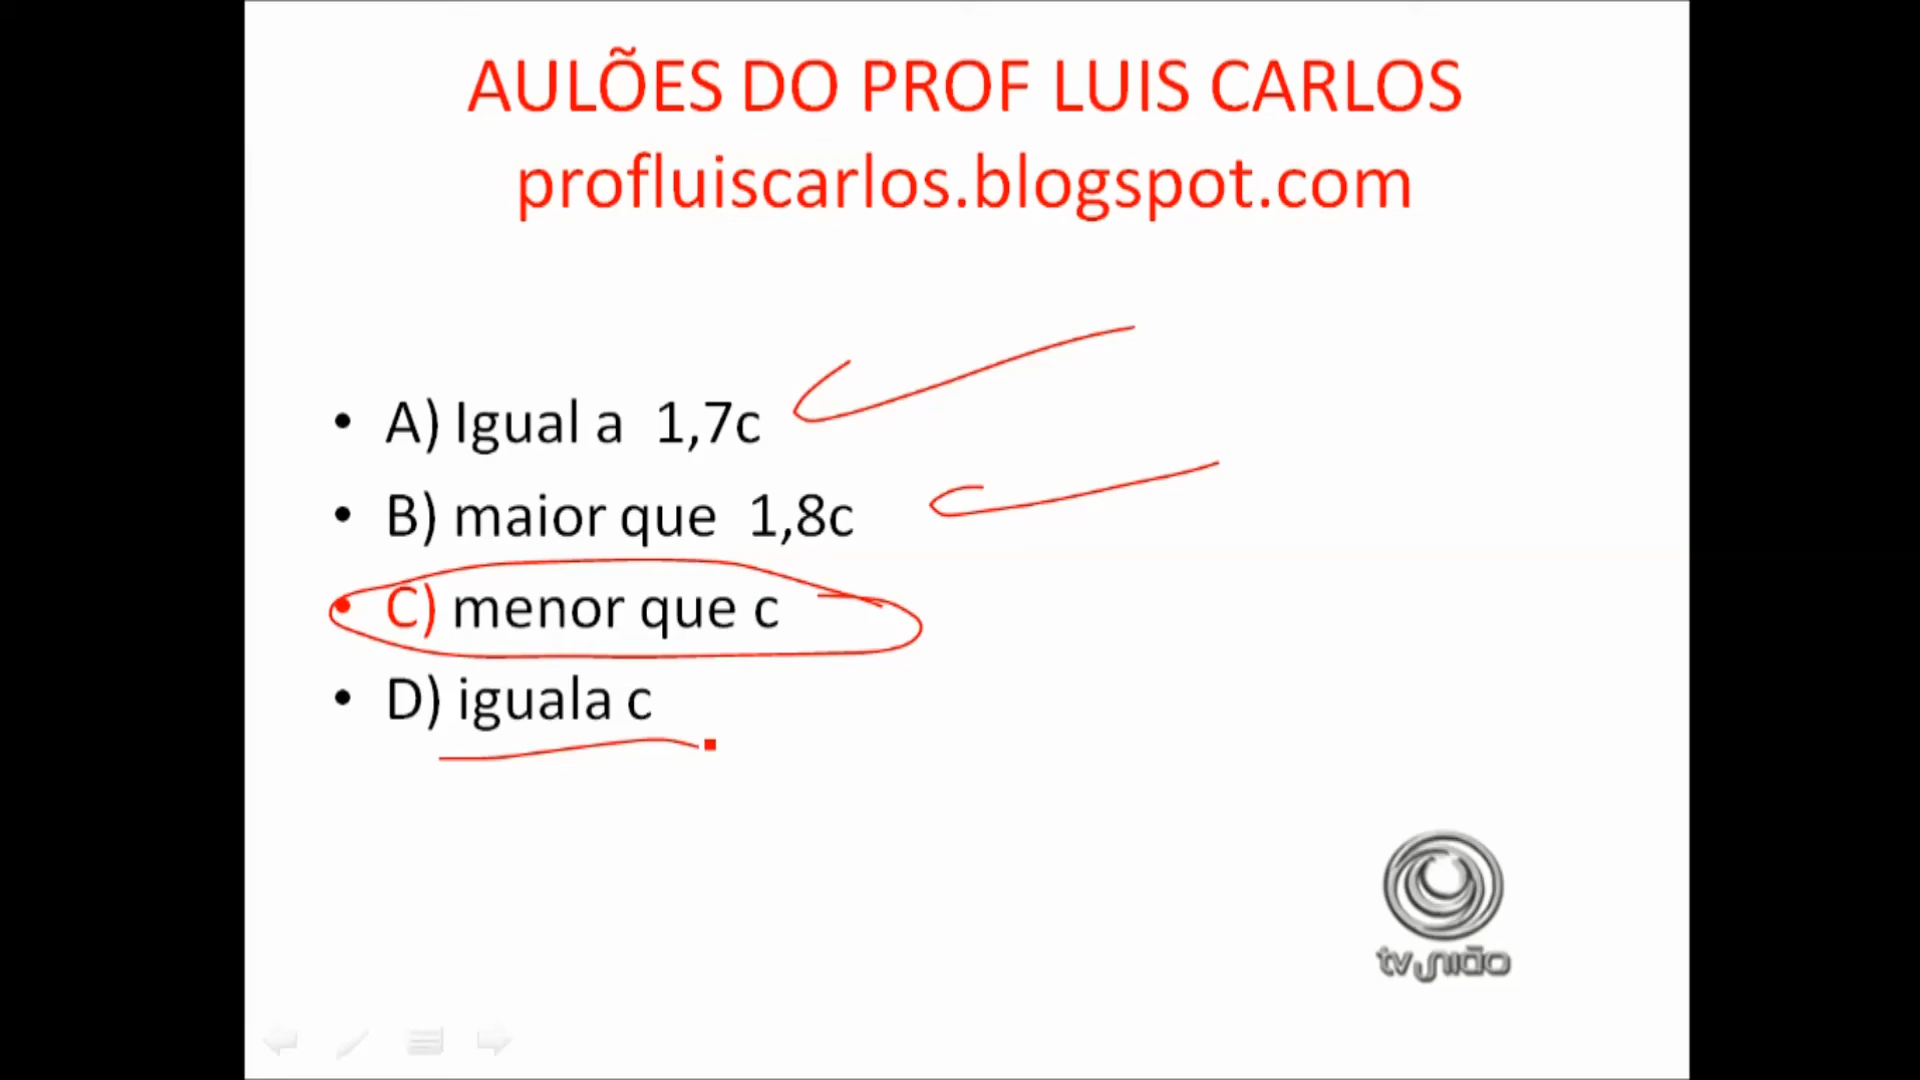 AULÕES DO PROF LUIS CARLOS
profluiscarlos.blogspot.com
• A) Igual a 1,7c
• B) maior que 1,8c
• C) menor que c
• D) iguala c
tv união